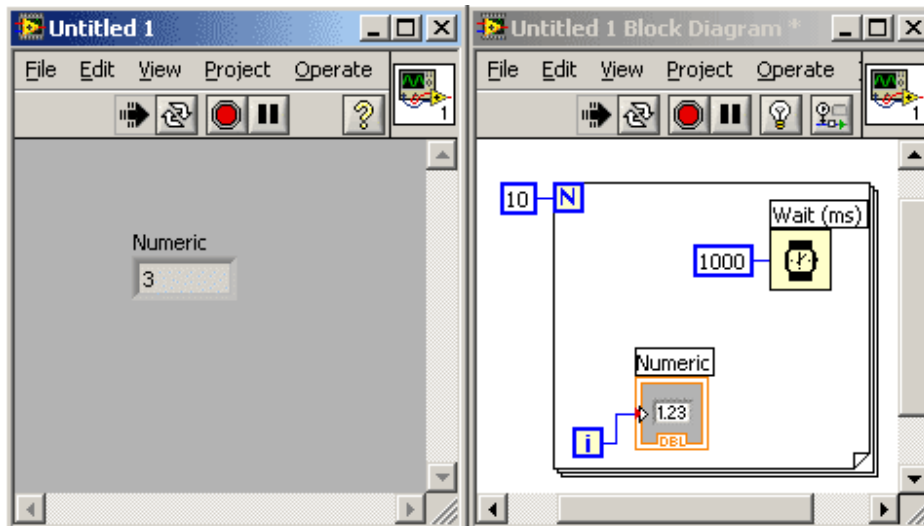 Untitled 1
File Edit View Project Operate
1
Numeric
3
Untitled 1 Block Diagram *
File Edit View Project Operate
1
10 N
Wait (ms)
1000
Numeric
1.23
DBL
i